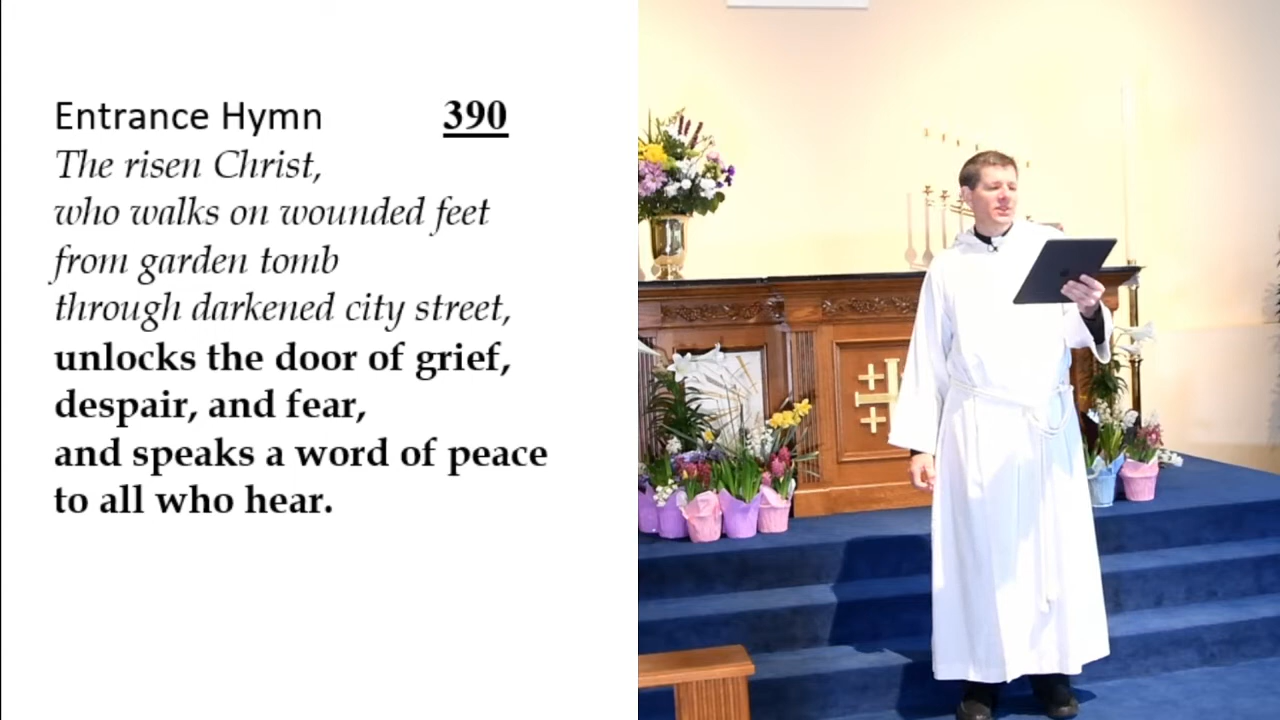 Entrance Hymn 390
The risen Christ,
who walks on wounded feet
from garden tomb
through darkened city street,
unlocks the door of grief,
despair, and fear,
and speaks a word of peace
to all who hear.